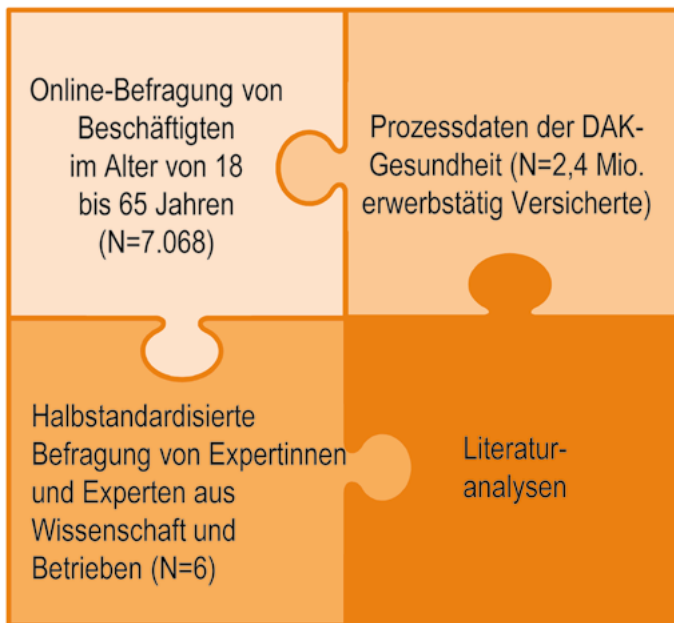 Online-Befragung von
Beschäftigten
im Alter von 18
bis 65 Jahren
(N=7.068)
Prozessdaten der DAK-
Gesundheit (N=2,4 Mio.
erwerbstätig Versicherte)
Halbstandardisierte
Befragung von Expertinnen
und Experten aus
Wissenschaft und
Betrieben (N=6)
Literatur-
analysen